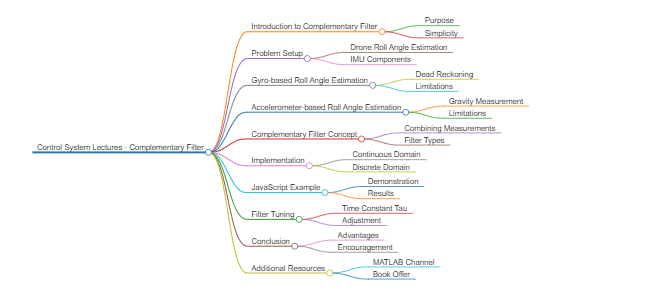 Control System Lectures - Complementary Filter
Introduction to Complementary Filter
Purpose
Simplicity
Problem Setup
Drone Roll Angle Estimation
IMU Components
Gyro-based Roll Angle Estimation
Dead Reckoning
Limitations
Accelerometer-based Roll Angle Estimation
Gravity Measurement
Limitations
Complementary Filter Concept
Combining Measurements
Filter Types
Implementation
Continuous Domain
Discrete Domain
JavaScript Example
Demonstration
Results
Filter Tuning
Time Constant Tau
Adjustment
Conclusion
Advantages
Encouragement
Additional Resources
MATLAB Channel
Book Offer